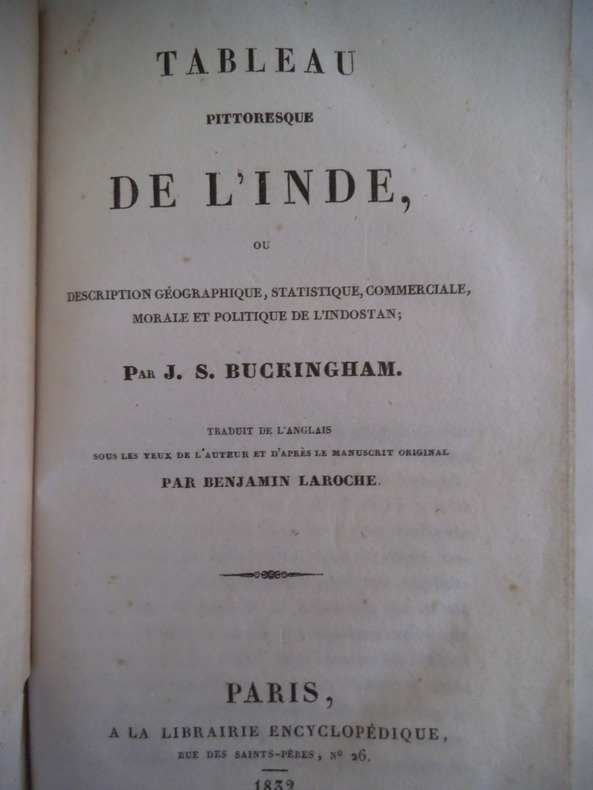 TABLEAU
PITTORESQUE
DE L'INDE,
OU
DESCRIPTION GÉOGRAPHIQUE, STATISTIQUE, COMMERCIALE,
MORALE ET POLITIQUE DE L'INDOSTAN;
PAR J. S. BUCKINGHAM.
TRADUIT DE L'ANGLAIS
SOUS LES YEUX DE L'AUTEUR ET D'APRÈS LE MANUSCRIT ORIGINAL
PAR BENJAMIN LAROCHE.
PARIS,
A LA LIBRAIRIE ENCYCLOPÉDIQUE,
RUE DES SAINTS-PÈRES, Nº 26.
1832